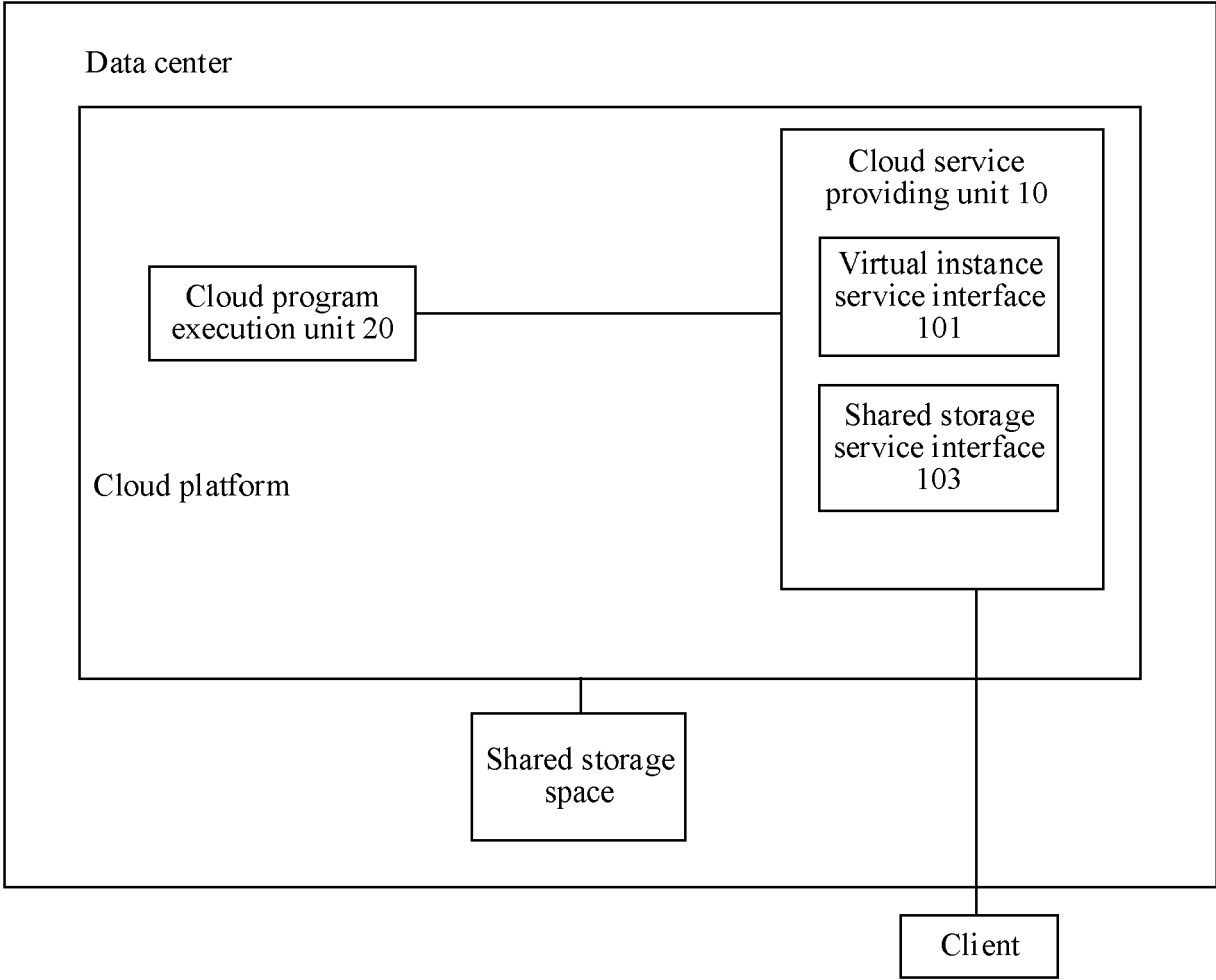 Data center
Cloud service
providing unit 10
Virtual instance
service interface
101
Cloud program
execution unit 20
Shared storage
service interface
103
Cloud platform
Shared storage
space
Client